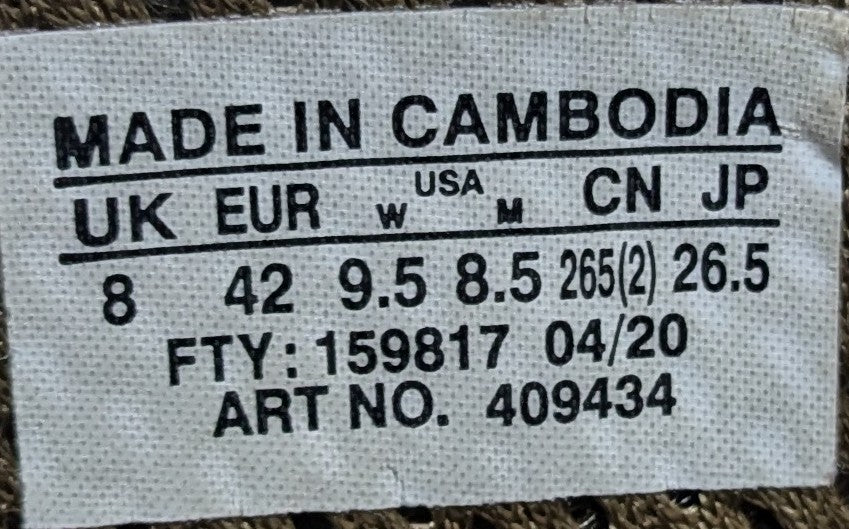 MADE IN CAMBODIA
UK EUR W USA M CN JP
8 42 9.5 8.5 265(2) 26.5
FTY: 159817 04/20
ART NO. 409434